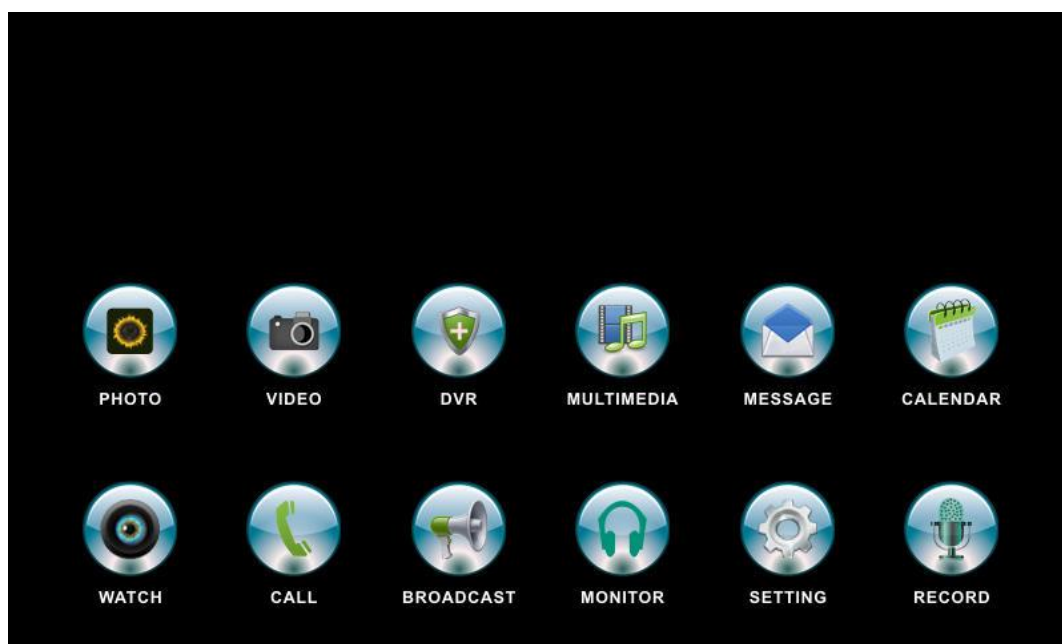 PHOTO VIDEO DVR MULTIMEDIA MESSAGE CALENDAR
WATCH CALL BROADCAST MONITOR SETTING RECORD